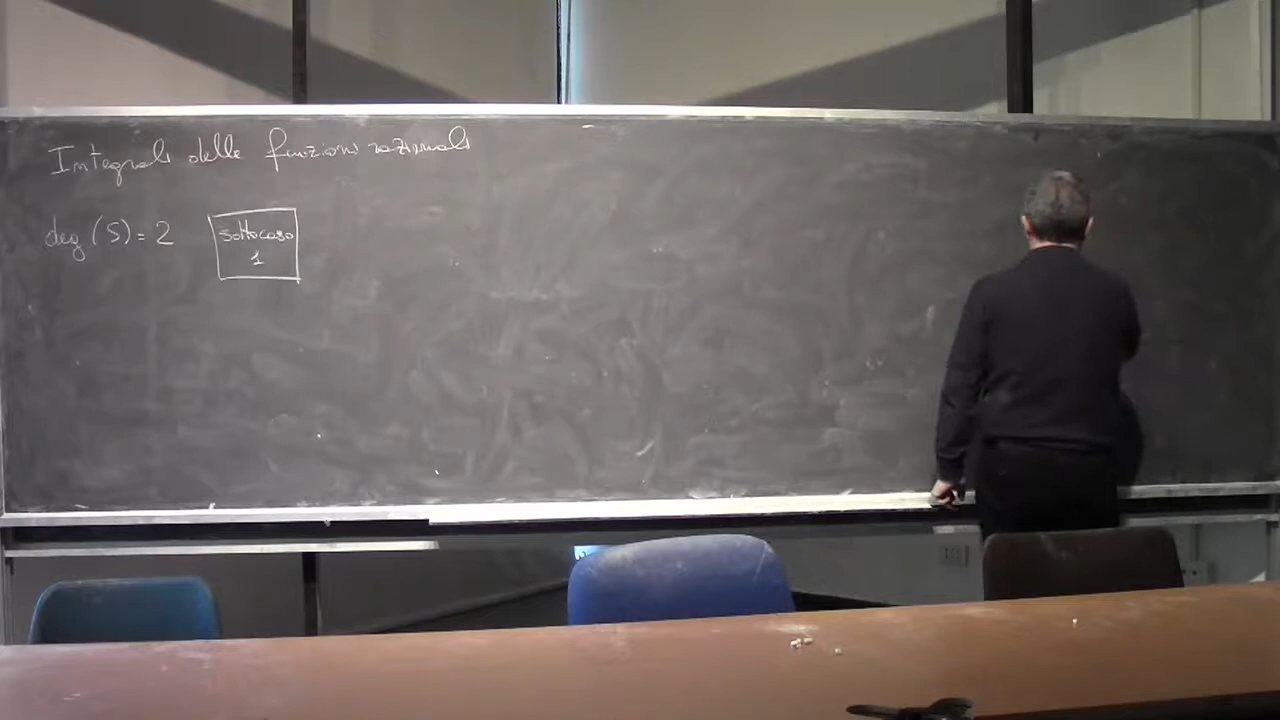 Integrali delle funzioni razionali
deg (S) = 2
sottocaso
1